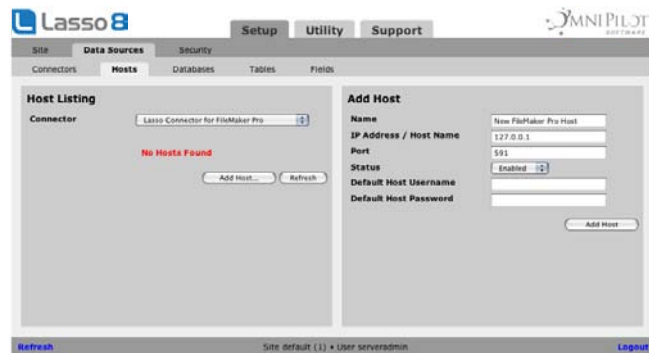 Lasso 8
Setup Utility Support
OMNIPILOT
SOFTWARE
Site Data Sources Security
Connectors Hosts Databases Tables Fields
Host Listing
Connector Lasso Connector for FileMaker Pro
No Hosts Found
Add Host... Refresh
Add Host
Name New FileMaker Pro Host
IP Address / Host Name 127.0.0.1
Port 591
Status Enabled
Default Host Username
Default Host Password
Add Host
Refresh Site default (1) • User serveradmin Logout